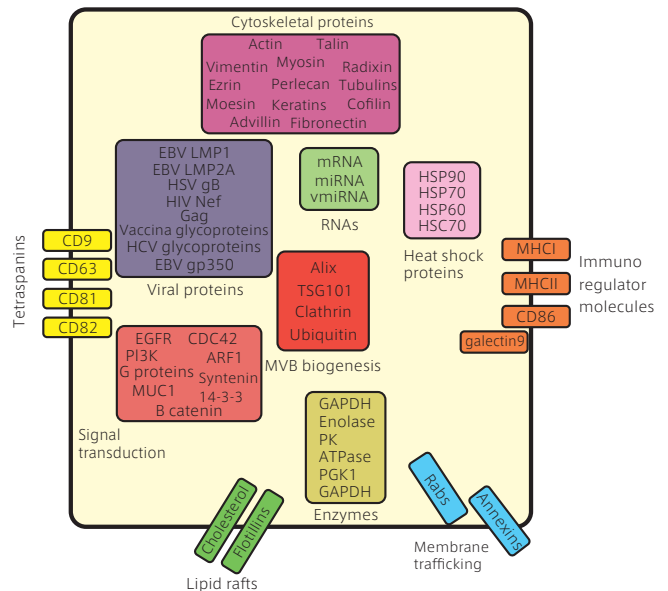 Cytoskeletal proteins
Actin Talin
Vimentin Myosin Radixin
Ezrin Perlecan Tubulins
Moesin Keratins Cofilin
Advillin Fibronectin
EBV LMP1
EBV LMP2A
HSV gB
HIV Nef
Gag
Vaccina glycoproteins
HCV glycoproteins
EBV gp350
Viral proteins
mRNA
miRNA
vmiRNA
RNAs
HSP90
HSP70
HSP60
HSC70
Heat shock
proteins
Tetraspanins
CD9
CD63
CD81
CD82
Alix
TSG101
Clathrin
Ubiquitin
MVB biogenesis
MHCI
MHCII
CD86
galectin9
Immuno
regulator
molecules
EGFR CDC42
PI3K ARF1
G proteins Syntenin
MUC1 14-3-3
B catenin
Signal
transduction
GAPDH
Enolase
PK
ATPase
PGK1
GAPDH
Enzymes
Cholesterol
Flotillins
Lipid rafts
Rabs
Annexins
Membrane
trafficking